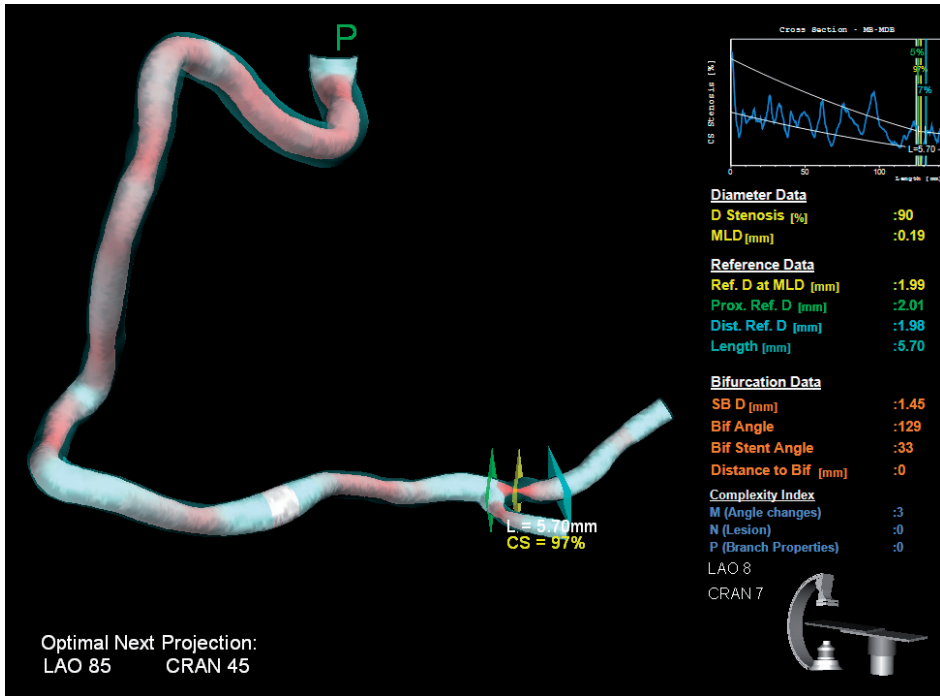 P
Cross Section - MB-MDB
CS Stenosis [%]
6%
97%
7%
L=5.70
0
100
Length [mm]
Diameter Data
D Stenosis [%] :90
MLD [mm] :0.19
Reference Data
Ref. D at MLD [mm] :1.99
Prox. Ref. D [mm] :2.01
Dist. Ref. D [mm] :1.98
Length [mm] :5.70
Bifurcation Data
SB D [mm] :1.45
Bif Angle :129
Bif Stent Angle :33
Distance to Bif [mm] :0
Complexity Index
M (Angle changes) :3
N (Lesion) :0
P (Branch Properties) :0
L = 5.70mm
CS = 97%
LAO 8
CRAN 7
Optimal Next Projection:
LAO 85 CRAN 45